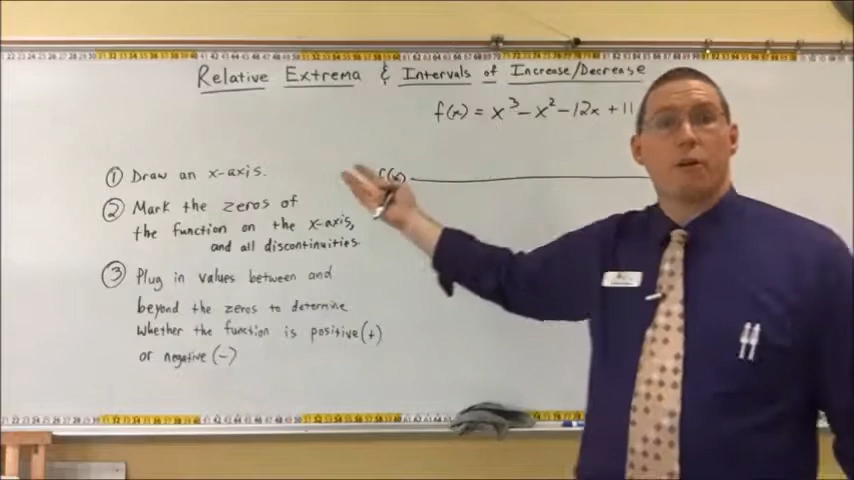 Relative Extrema & Intervals of Increase/Decrease
f(x) = x³ - x² - 12x + 11
f(x)
① Draw an x-axis.
② Mark the zeros of
the function on the x-axis,
and all discontinuities.
③ Plug in values between and
beyond the zeros to determine
whether the function is positive (+)
or negative (-)